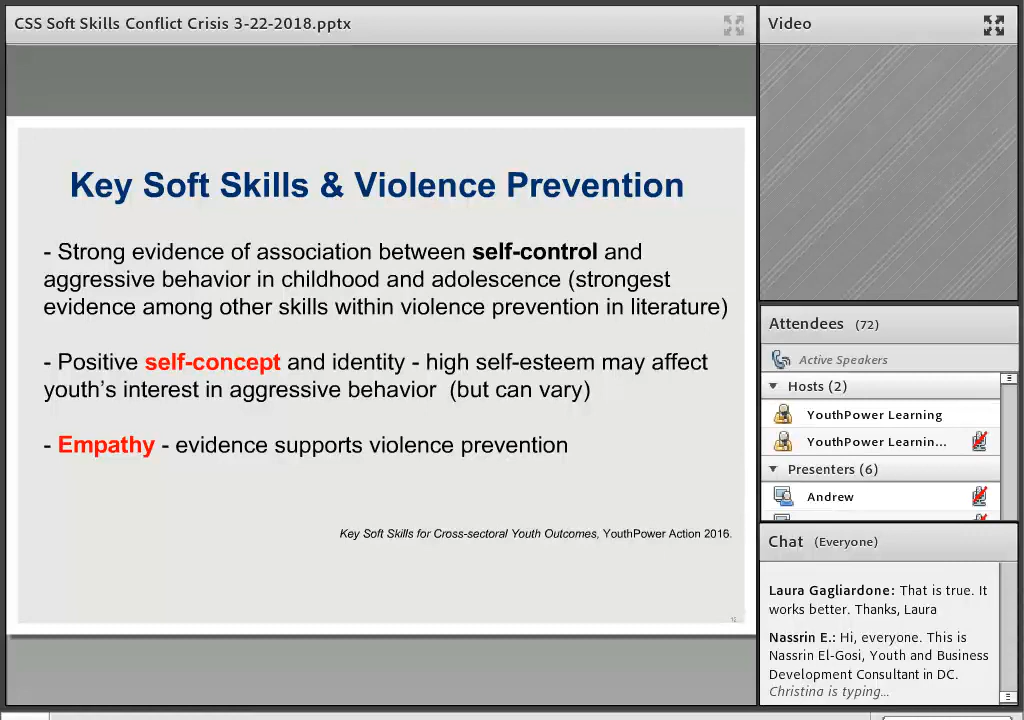 CSS Soft Skills Conflict Crisis 3-22-2018.pptx
Key Soft Skills & Violence Prevention
- Strong evidence of association between self-control and
aggressive behavior in childhood and adolescence (strongest
evidence among other skills within violence prevention in literature)
- Positive self-concept and identity - high self-esteem may affect
youth's interest in aggressive behavior  (but can vary)
- Empathy - evidence supports violence prevention
Key Soft Skills for Cross-sectoral Youth Outcomes, YouthPower Action 2016.
Video
Attendees (72)
Active Speakers
Hosts (2)
YouthPower Learning
YouthPower Learnin...
Presenters (6)
Andrew
Chat (Everyone)
Laura Gagliardone: That is true. It
works better. Thanks, Laura
Nassrin E.: Hi, everyone. This is
Nassrin El-Gosi, Youth and Business
Development Consultant in DC.
Christina is typing...